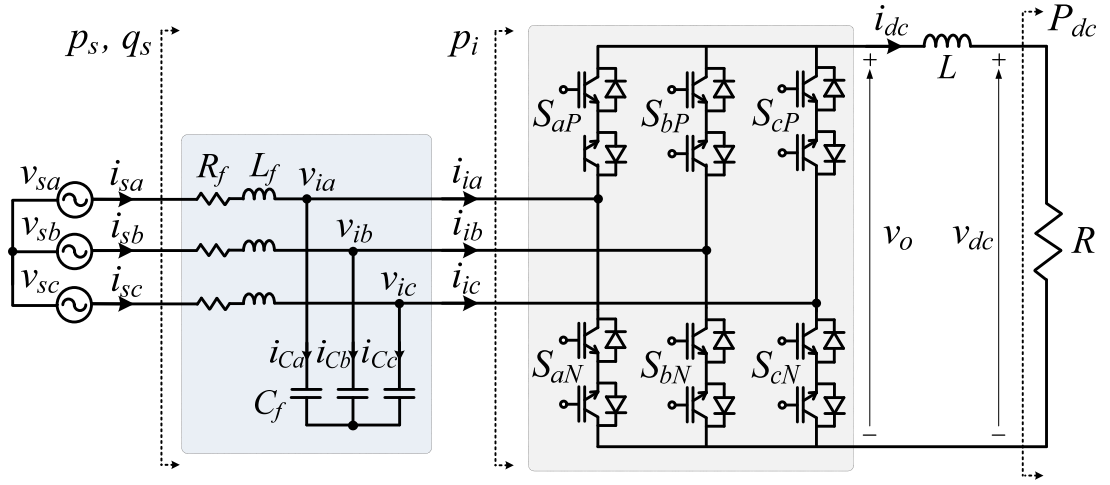 p_s, q_s
p_i
i_dc
P_dc
L
S_aP
S_bP
S_cP
R_f
L_f
v_sa
i_sa
v_ia
i_ia
v_sb
i_sb
v_ib
i_ib
v_o
v_dc
R
v_sc
i_sc
v_ic
i_ic
i_Ca
i_Cb
i_Cc
S_aN
S_bN
S_cN
C_f